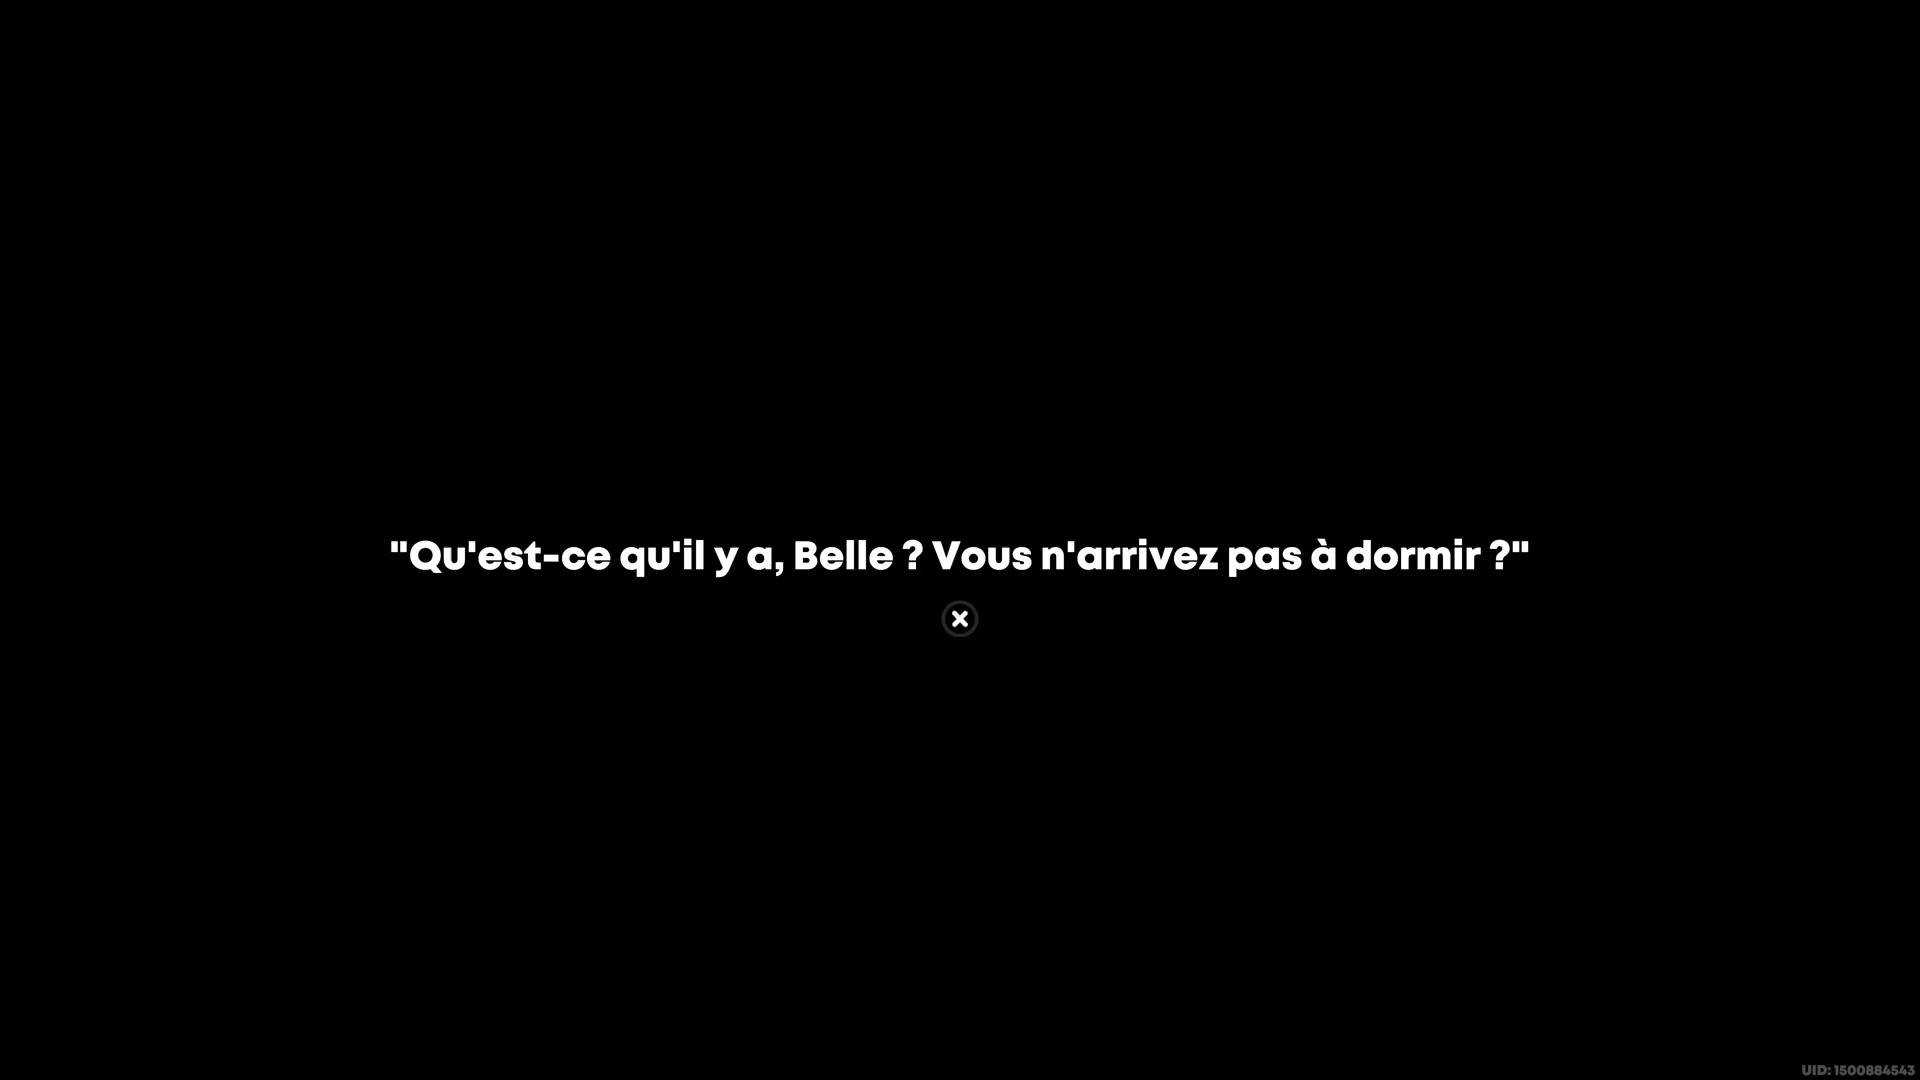 "Qu'est-ce qu'il y a, Belle ? Vous n'arrivez pas à dormir ?"
UID: 1500884543